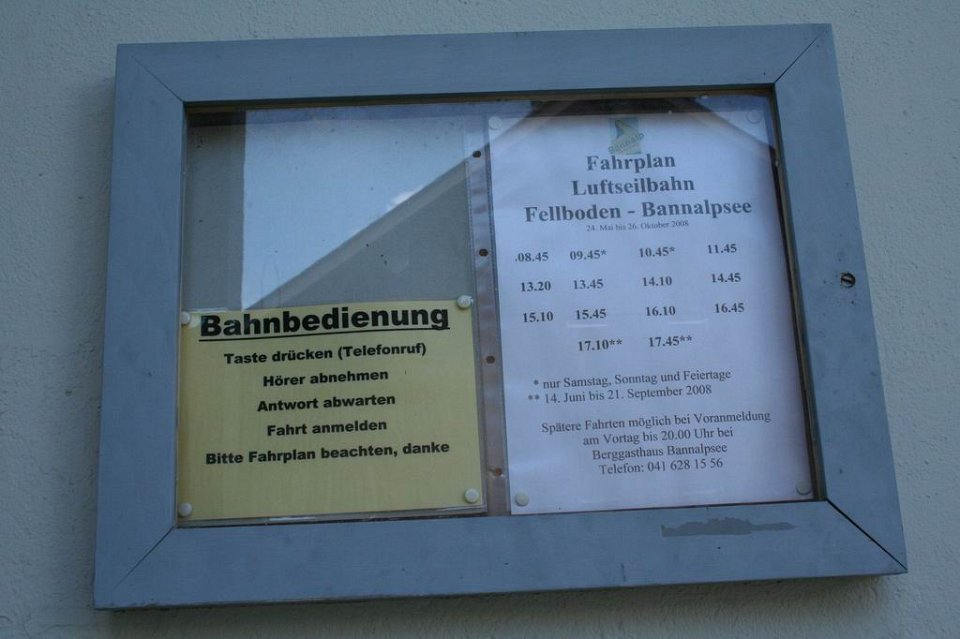 Bahnbedienung
Taste drücken (Telefonruf)
Hörer abnehmen
Antwort abwarten
Fahrt anmelden
Bitte Fahrplan beachten, danke
Bannalp
Fahrplan
Luftseilbahn
Fellboden - Bannalpsee
24. Mai bis 26. Oktober 2008
.08.45 09.45* 10.45* 11.45
13.20 13.45 14.10 14.45
15.10 15.45 16.10 16.45
17.10** 17.45**
* nur Samstag, Sonntag und Feiertage
** 14. Juni bis 21. September 2008
Spätere Fahrten möglich bei Voranmeldung
am Vortag bis 20.00 Uhr bei
Berggasthaus Bannalpsee
Telefon: 041 628 15 56